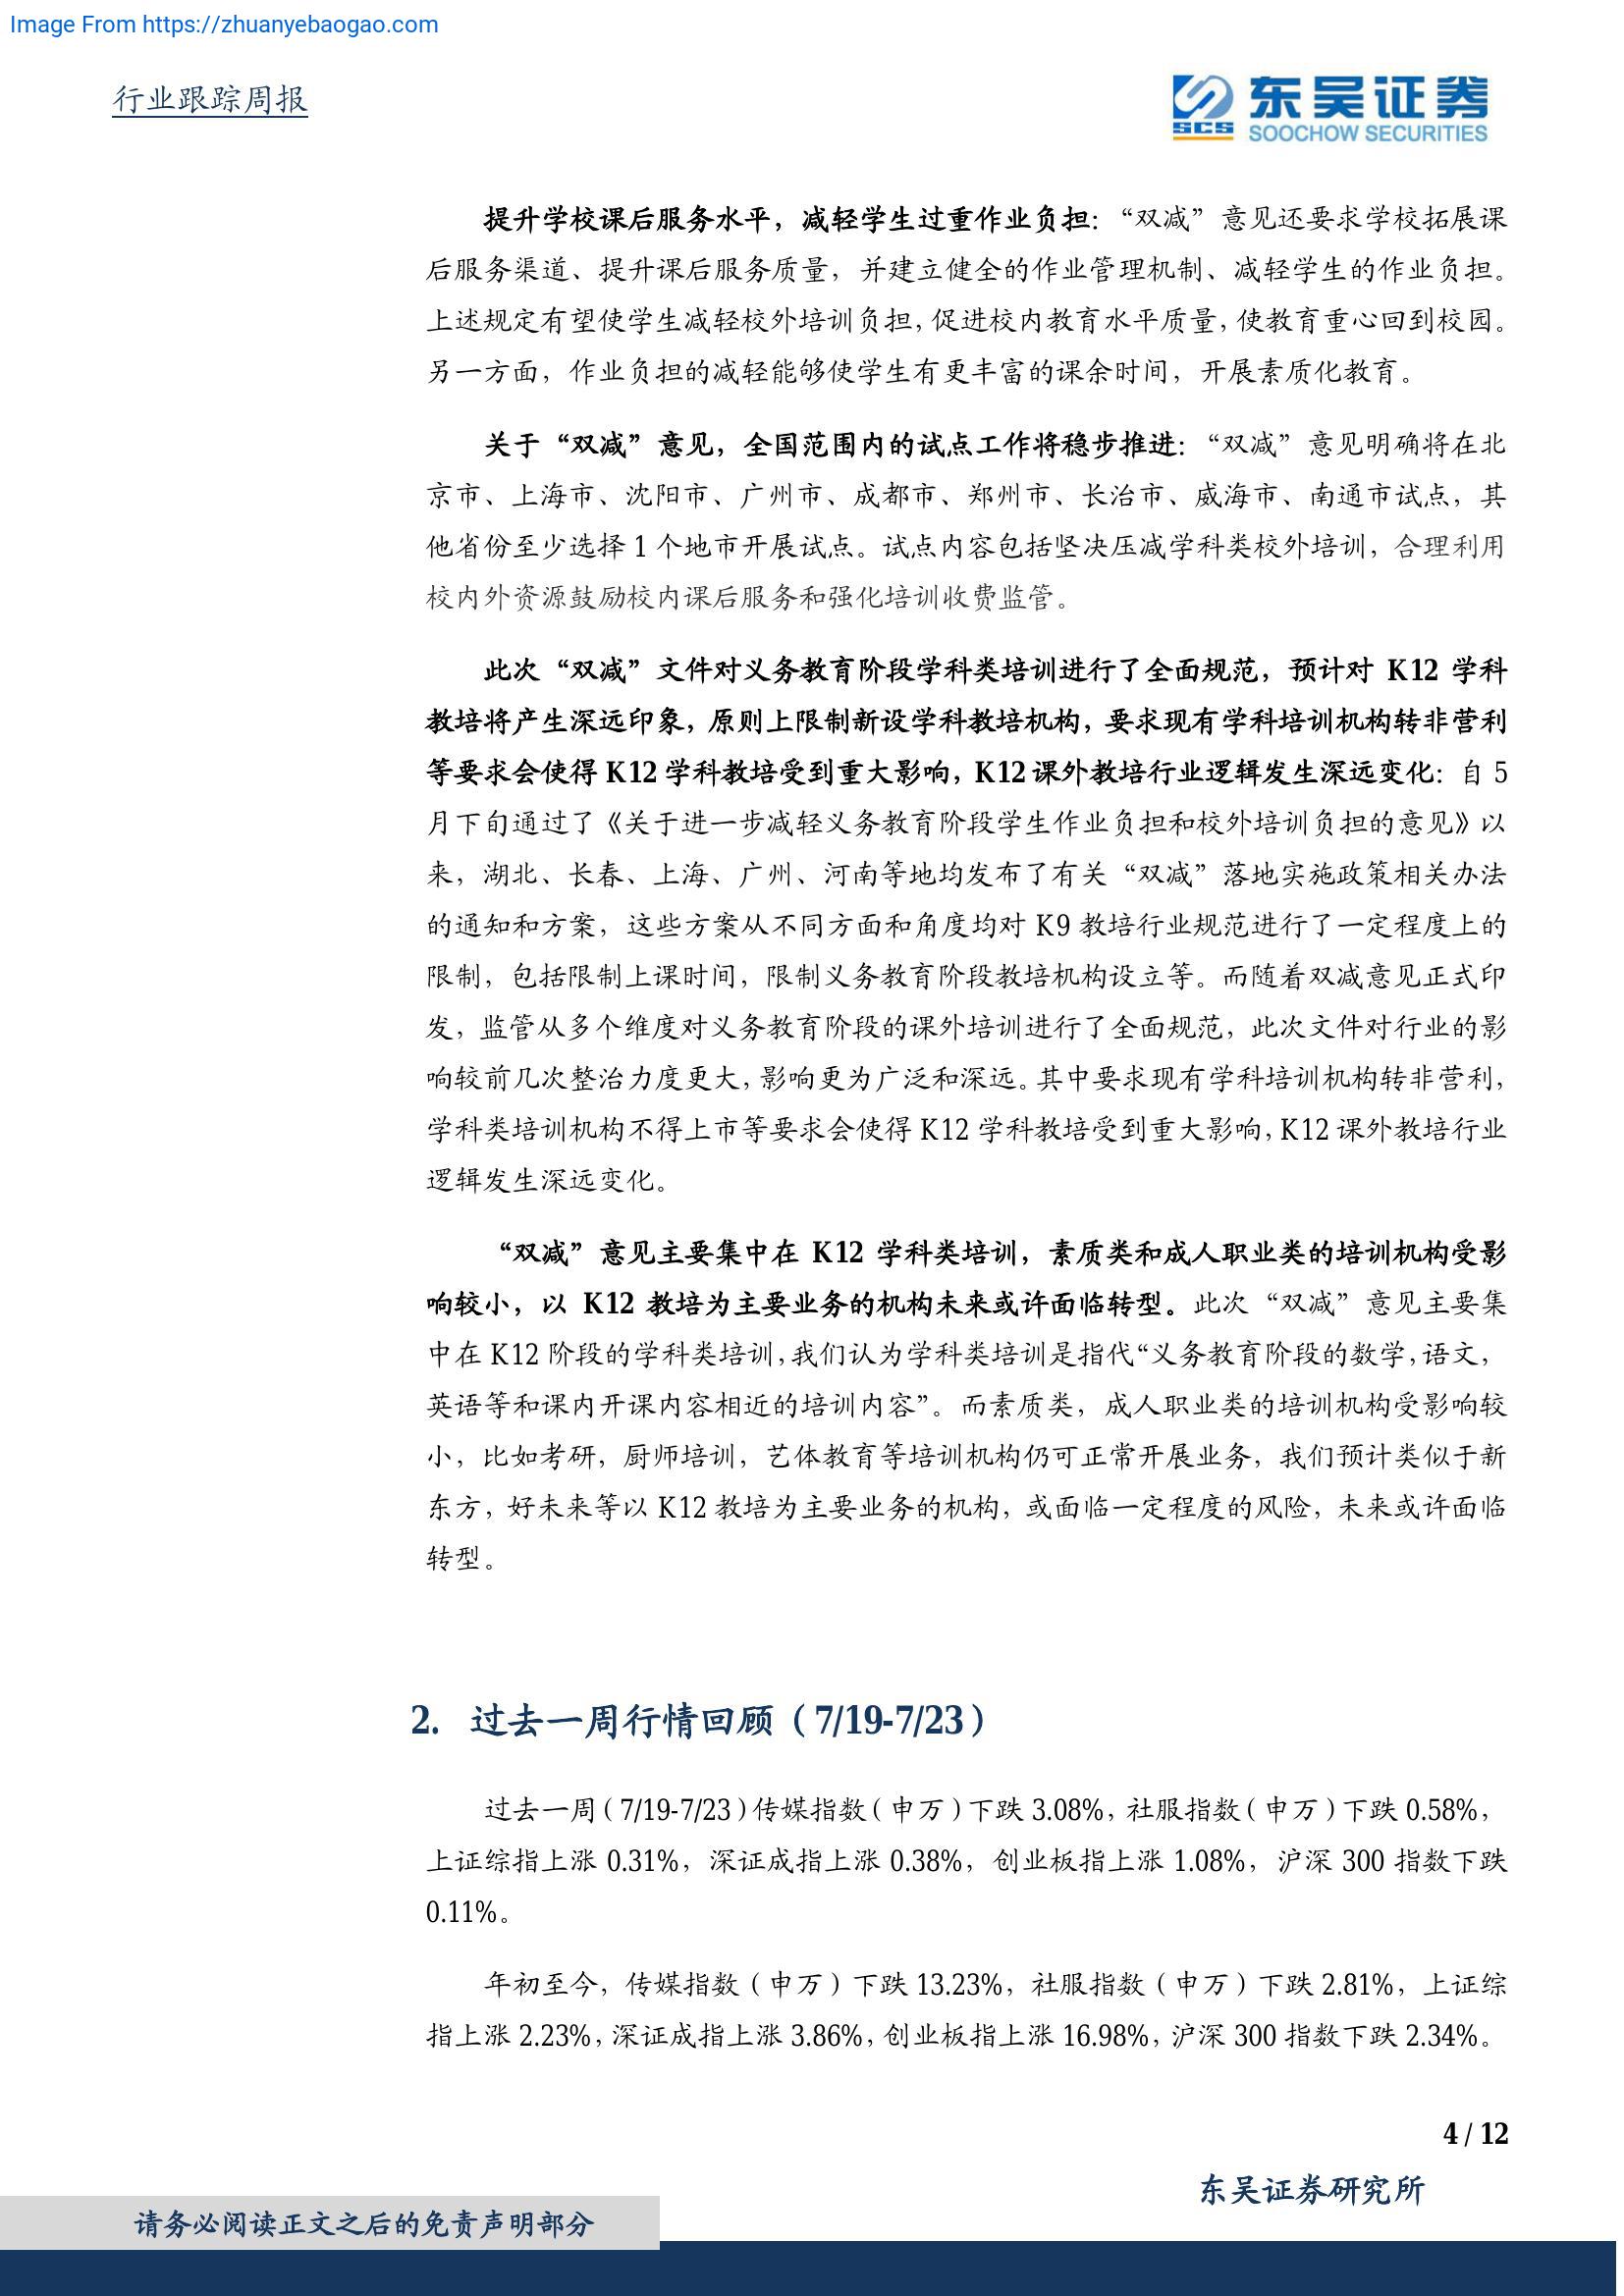 Image From https://zhuanyebaogao.com
行业跟踪周报
东吴证券
SCS
SOOCHOW SECURITIES
提升学校课后服务水平，减轻学生过重作业负担：“双减”意见还要求学校拓展课
后服务渠道、提升课后服务质量，并建立健全的作业管理机制、减轻学生的作业负担。
上述规定有望使学生减轻校外培训负担，促进校内教育水平质量，使教育重心回到校园。
另一方面，作业负担的减轻能够使学生有更丰富的课余时间，开展素质化教育。
关于“双减”意见，全国范围内的试点工作将稳步推进：“双减”意见明确将在北
京市、上海市、沈阳市、广州市、成都市、郑州市、长治市、威海市、南通市试点，其
他省份至少选择 1 个地市开展试点。试点内容包括坚决压减学科类校外培训，合理利用
校内外资源鼓励校内课后服务和强化培训收费监管。
此次“双减”文件对义务教育阶段学科类培训进行了全面规范，预计对 K12 学科
教培将产生深远印象，原则上限制新设学科教培机构，要求现有学科培训机构转非营利
等要求会使得 K12 学科教培受到重大影响，K12 课外教培行业逻辑发生深远变化：自 5
月下旬通过了《关于进一步减轻义务教育阶段学生作业负担和校外培训负担的意见》以
来，湖北、长春、上海、广州、河南等地均发布了有关“双减”落地实施政策相关办法
的通知和方案，这些方案从不同方面和角度均对 K9 教培行业规范进行了一定程度上的
限制，包括限制上课时间，限制义务教育阶段教培机构设立等。而随着双减意见正式印
发，监管从多个维度对义务教育阶段的课外培训进行了全面规范，此次文件对行业的影
响较前几次整治力度更大，影响更为广泛和深远。其中要求现有学科培训机构转非营利，
学科类培训机构不得上市等要求会使得 K12 学科教培受到重大影响，K12 课外教培行业
逻辑发生深远变化。
“双减”意见主要集中在 K12 学科类培训，素质类和成人职业类的培训机构受影
响较小，以 K12 教培为主要业务的机构未来或许面临转型。此次“双减”意见主要集
中在 K12 阶段的学科类培训，我们认为学科类培训是指代“义务教育阶段的数学，语文，
英语等和课内开课内容相近的培训内容”。而素质类，成人职业类的培训机构受影响较
小，比如考研，厨师培训，艺体教育等培训机构仍可正常开展业务，我们预计类似于新
东方，好未来等以 K12 教培为主要业务的机构，或面临一定程度的风险，未来或许面临
转型。
2. 过去一周行情回顾（7/19-7/23）
过去一周（7/19-7/23）传媒指数（申万）下跌 3.08%，社服指数（申万）下跌 0.58%，
上证综指上涨 0.31%，深证成指上涨 0.38%，创业板指上涨 1.08%，沪深 300 指数下跌
0.11%。
年初至今，传媒指数（申万）下跌 13.23%，社服指数（申万）下跌 2.81%，上证综
指上涨 2.23%，深证成指上涨 3.86%，创业板指上涨 16.98%，沪深 300 指数下跌 2.34%。
4 / 12
东吴证券研究所
请务必阅读正文之后的免责声明部分